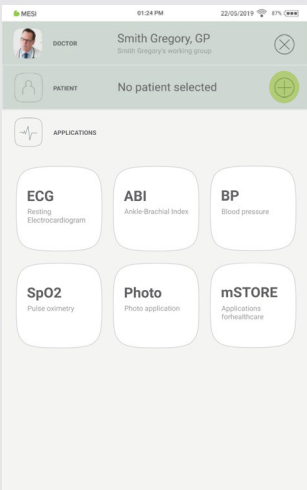 MESI 01:24 PM 22/03/2019 87%
DOCTOR
Smith Gregory, GP
Smith Gregory's working group
PATIENT
No patient selected
APPLICATIONS
ECG
Resting
Electrocardiogram
ABI
Ankle-Brachial Index
BP
Blood pressure
SpO2
Pulse oximetry
Photo
Photo application
mSTORE
Applications
forhealthcare